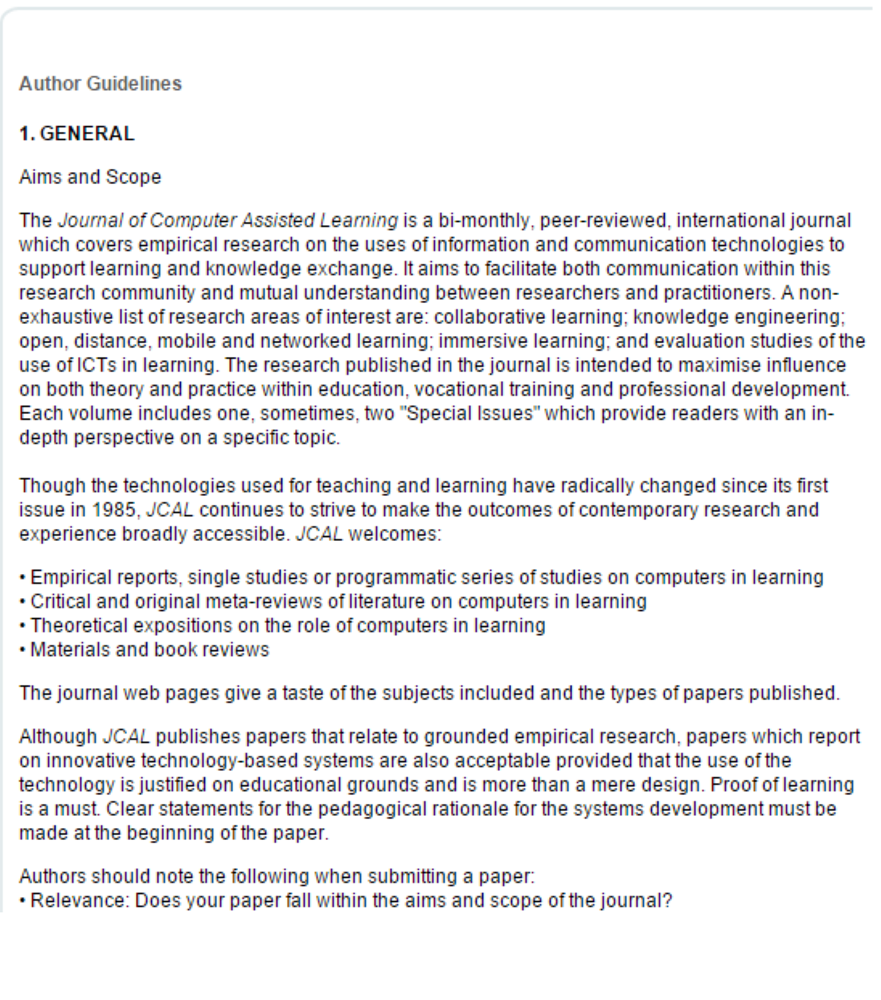 Author Guidelines
1. GENERAL
Aims and Scope
The Journal of Computer Assisted Learning is a bi-monthly, peer-reviewed, international journal
which covers empirical research on the uses of information and communication technologies to
support learning and knowledge exchange. It aims to facilitate both communication within this
research community and mutual understanding between researchers and practitioners. A non-
exhaustive list of research areas of interest are: collaborative learning; knowledge engineering;
open, distance, mobile and networked learning; immersive learning; and evaluation studies of the
use of ICTs in learning. The research published in the journal is intended to maximise influence
on both theory and practice within education, vocational training and professional development.
Each volume includes one, sometimes, two "Special Issues" which provide readers with an in-
depth perspective on a specific topic.
Though the technologies used for teaching and learning have radically changed since its first
issue in 1985, JCAL continues to strive to make the outcomes of contemporary research and
experience broadly accessible. JCAL welcomes:
• Empirical reports, single studies or programmatic series of studies on computers in learning
• Critical and original meta-reviews of literature on computers in learning
• Theoretical expositions on the role of computers in learning
• Materials and book reviews
The journal web pages give a taste of the subjects included and the types of papers published.
Although JCAL publishes papers that relate to grounded empirical research, papers which report
on innovative technology-based systems are also acceptable provided that the use of the
technology is justified on educational grounds and is more than a mere design. Proof of learning
is a must. Clear statements for the pedagogical rationale for the systems development must be
made at the beginning of the paper.
Authors should note the following when submitting a paper:
• Relevance: Does your paper fall within the aims and scope of the journal?